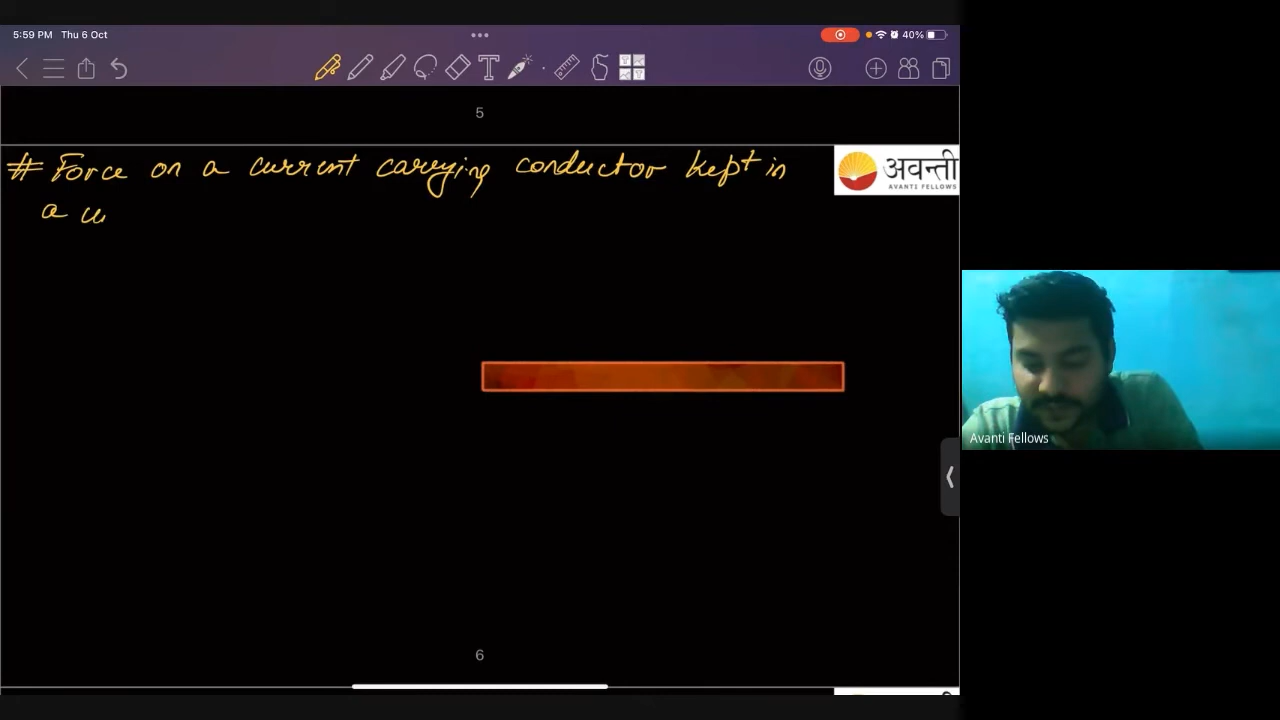 5:59 PM Thu 6 Oct
40%
5
# Force on a current carrying conductor kept in
a u
अवन्ती
AVANTI FELLOWS
Avanti Fellows
6